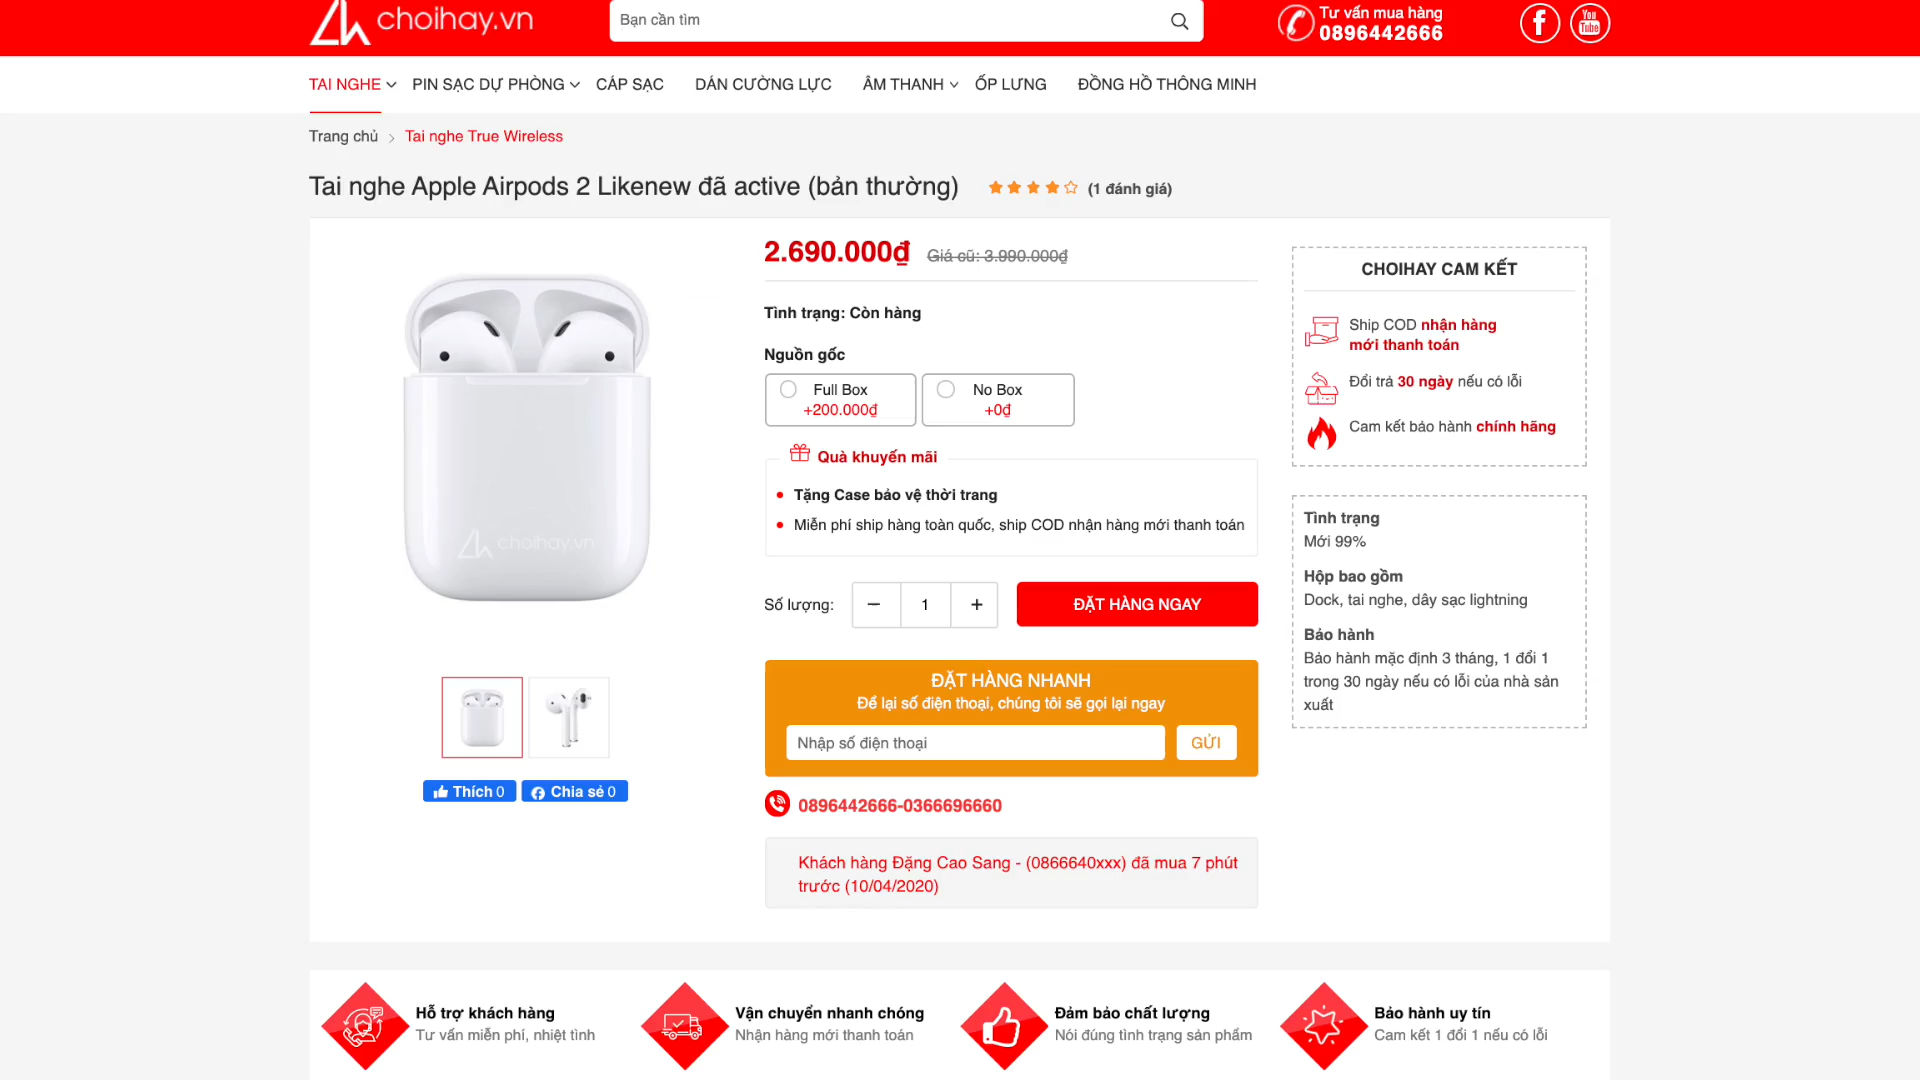 choihay.vn
Bạn cần tìm
Tư vấn mua hàng
0896442666
You
Tube
TAI NGHE
PIN SẠC DỰ PHÒNG
CÁP SẠC
DÁN CƯỜNG LỰC
ÂM THANH
ỐP LƯNG
ĐỒNG HỒ THÔNG MINH
Trang chủ
Tai nghe True Wireless
Tai nghe Apple Airpods 2 Likenew đã active (bản thường)
(1 đánh giá)
2.690.000₫
Giá cũ: 3.990.000₫
Tình trạng: Còn hàng
Nguồn gốc
Full Box
+200.000₫
No Box
+0₫
Quà khuyến mãi
Tặng Case bảo vệ thời trang
Miễn phí ship hàng toàn quốc, ship COD nhận hàng mới thanh toán
choihay.vn
Số lượng:
1
ĐẶT HÀNG NGAY
ĐẶT HÀNG NHANH
Để lại số điện thoại, chúng tôi sẽ gọi lại ngay
Nhập số điện thoại
GỬI
Thích 0
Chia sẻ 0
0896442666-0366696660
Khách hàng Đặng Cao Sang - (0866640xxx) đã mua 7 phút
trước (10/04/2020)
CHOIHAY CAM KẾT
Ship COD nhận hàng
mới thanh toán
Đổi trả 30 ngày nếu có lỗi
Cam kết bảo hành chính hãng
Tình trạng
Mới 99%
Hộp bao gồm
Dock, tai nghe, dây sạc lightning
Bảo hành
Bảo hành mặc định 3 tháng, 1 đổi 1
trong 30 ngày nếu có lỗi của nhà sản
xuất
Hỗ trợ khách hàng
Tư vấn miễn phí, nhiệt tình
Vận chuyển nhanh chóng
Nhận hàng mới thanh toán
Đảm bảo chất lượng
Nói đúng tình trạng sản phẩm
Bảo hành uy tín
Cam kết 1 đổi 1 nếu có lỗi